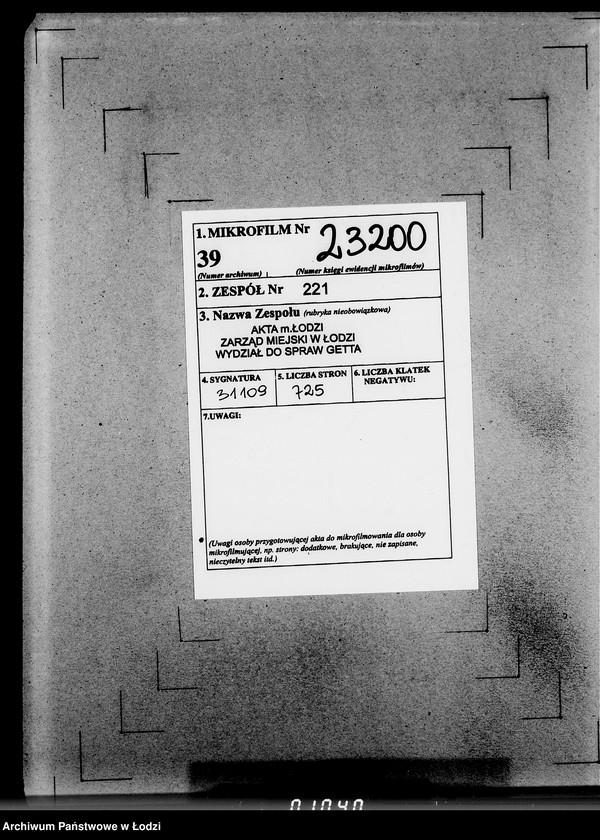 1. MIKROFILM Nr 23200
39
(Numer archiwum) (Numer księgi ewidencji mikrofilmów)
2. ZESPÓŁ Nr 221
3. Nazwa Zespołu (rubryka nieobowiązkowa)
AKTA m.ŁODZI
ZARZĄD MIEJSKI W ŁODZI
WYDZIAŁ DO SPRAW GETTA
4. SYGNATURA 5. LICZBA STRON 6. LICZBA KLATEK
NEGATYWU:
31109 725
7.UWAGI:
(Uwagi osoby przygotowującej akta do mikrofilmowania dla osoby
mikrofilmującej, np. strony: dodatkowe, brakujące, nie zapisane,
nieczytelny tekst itd.)
01040
Archiwum Państwowe w Łodzi